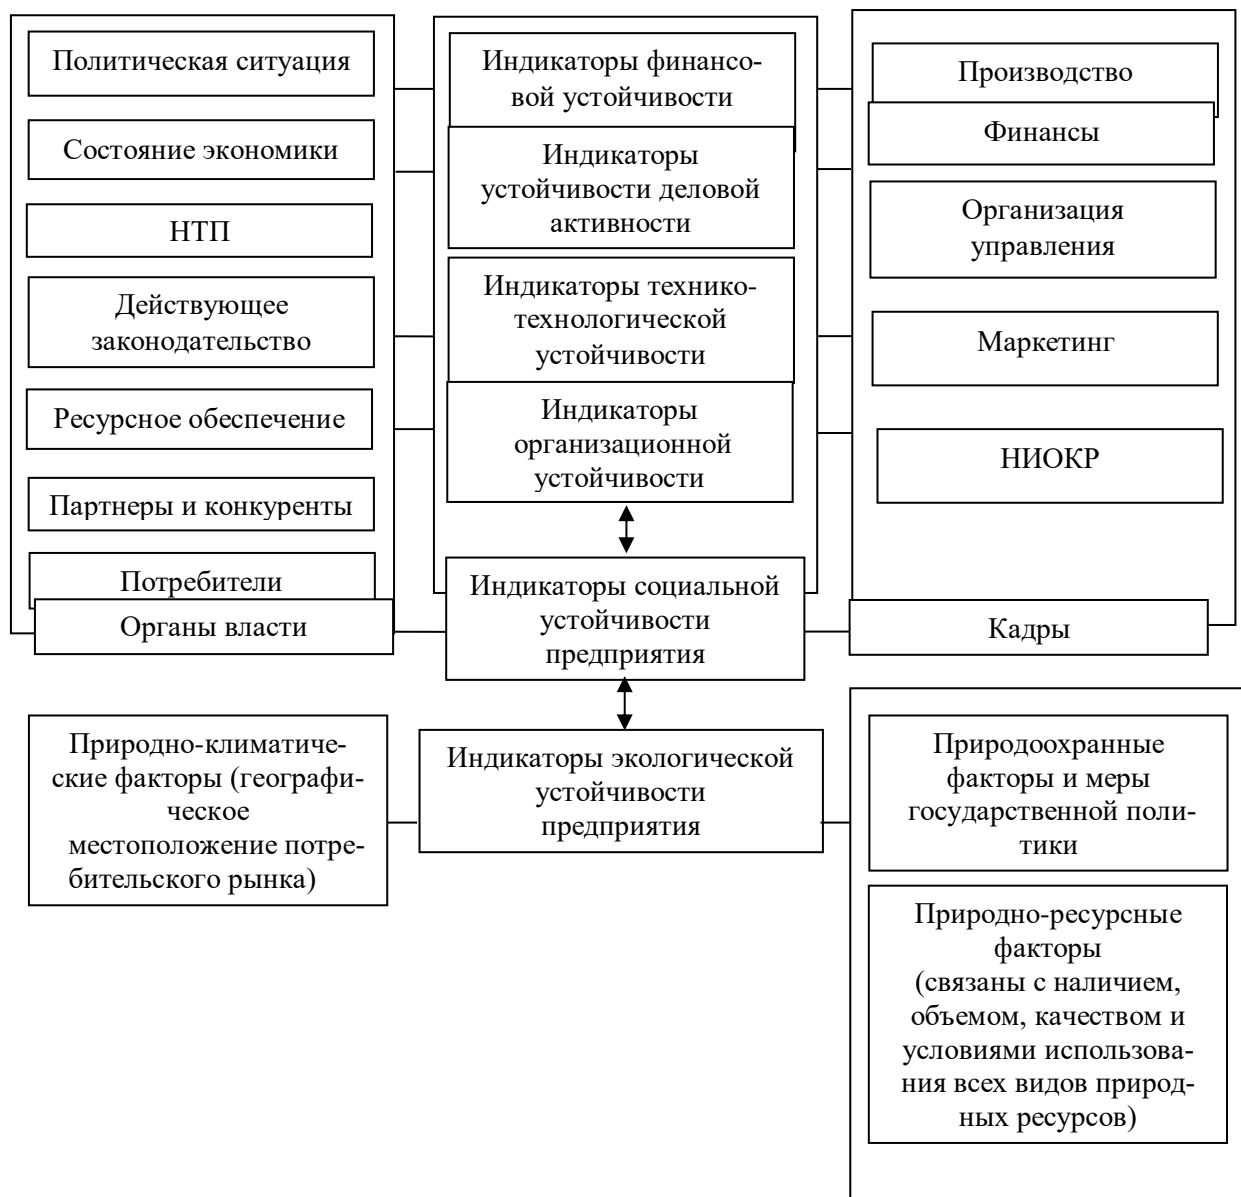 Политическая ситуация
Состояние экономики
НТП
Действующее
законодательство
Ресурсное обеспечение
Партнеры и конкуренты
Потребители
Органы власти
Индикаторы финансо-
вой устойчивости
Индикаторы
устойчивости деловой
активности
Индикаторы технико-
технологической
устойчивости
Индикаторы
организационной
устойчивости
Индикаторы социальной
устойчивости
предприятия
Производство
Финансы
Организация
управления
Маркетинг
НИОКР
Кадры
Природно-климатиче-
ские факторы (географи-
ческое
местоположение потре-
бительского рынка)
Индикаторы экологической
устойчивости
предприятия
Природоохранные
факторы и меры
государственной поли-
тики
Природно-ресурсные
факторы
(связаны с наличием,
объемом, качеством и
условиями использова-
ния всех видов природ-
ных ресурсов)